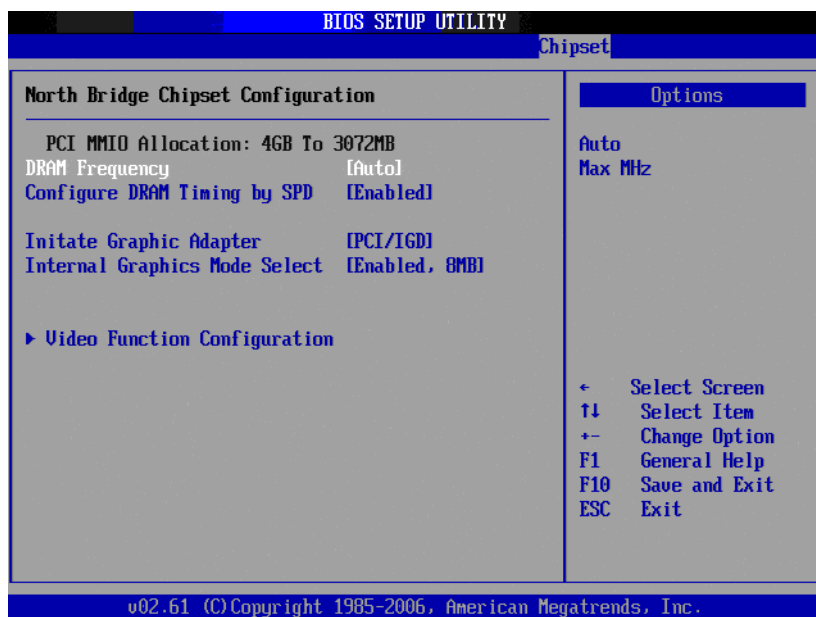 BIOS SETUP UTILITY
Chipset
North Bridge Chipset Configuration
PCI MMIO Allocation: 4GB To 3072MB
DRAM Frequency [Auto]
Configure DRAM Timing by SPD [Enabled]
Initate Graphic Adapter [PCI/IGD]
Internal Graphics Mode Select [Enabled, 8MB]
▶ Video Function Configuration
Options
Auto
Max MHz
← Select Screen
↑↓ Select Item
+- Change Option
F1 General Help
F10 Save and Exit
ESC Exit
v02.61 (C)Copyright 1985-2006, American Megatrends, Inc.